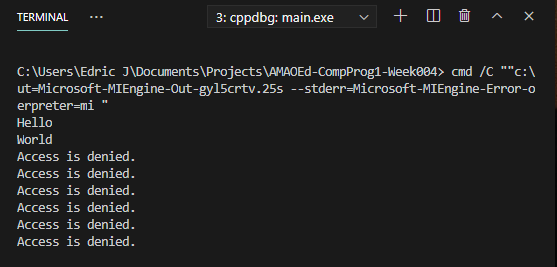 TERMINAL ... 3: cppdbg: main.exe
C:\Users\Edric J\Documents\Projects\AMAOEd-CompProg1-Week004> cmd /C ""c:\
ut=Microsoft-MIEngine-Out-gyl5crtv.25s --stderr=Microsoft-MIEngine-Error-o
erpreter=mi "
Hello
World
Access is denied.
Access is denied.
Access is denied.
Access is denied.
Access is denied.
Access is denied.